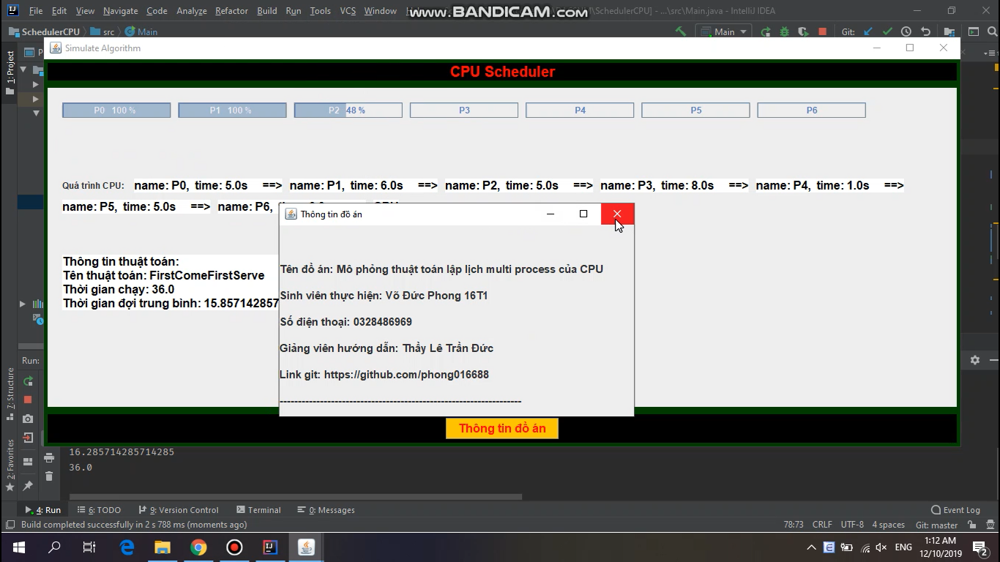 File Edit View Navigate Code Analyze Refactor Build Run Tools VCS Window
www.BANDICAM.com
\SchedulerCPU] - ...\src\Main.java - IntelliJ IDEA
SchedulerCPU src Main
Main Git:
Simulate Algorithm
1: Project
CPU Scheduler
P0 100 % P1 100 % P2 48 % P3 P4 P5 P6
Quá trình CPU: name: P0, time: 5.0s ==> name: P1, time: 6.0s ==> name: P2, time: 5.0s ==> name: P3, time: 8.0s ==> name: P4, time: 1.0s ==>
name: P5, time: 5.0s ==> name: P6,
Thông tin đồ án
Thông tin thuật toán:
Tên thuật toán: FirstComeFirstServe
Thời gian chạy: 36.0
Thời gian đợi trung bình: 15.857142857
Tên đồ án: Mô phỏng thuật toán lập lịch multi process của CPU
Sinh viên thực hiện: Võ Đức Phong 16T1
Số điện thoại: 0328486969
Giảng viên hướng dẫn: Thầy Lê Trần Đức
Link git: https://github.com/phong016688
------------------------------------------------------------------
Thông tin đồ án
Run:
7: Structure
2: Favorites
16.285714285714285
36.0
4: Run 6: TODO 9: Version Control Terminal 0: Messages Event Log
Build completed successfully in 2 s 788 ms (moments ago) 78:73 CRLF UTF-8 4 spaces Git: master
ENG 1:12 AM
12/10/2019 2